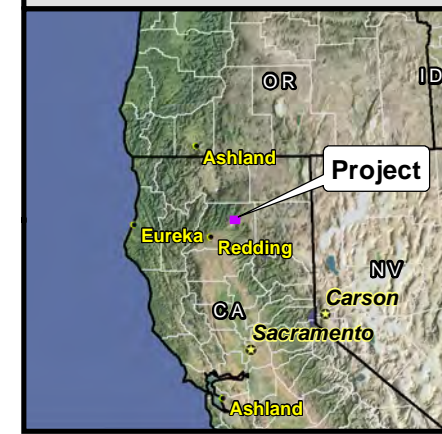 OR
ID
Ashland
Project
Eureka
Redding
NV
Carson
CA
Sacramento
Ashland